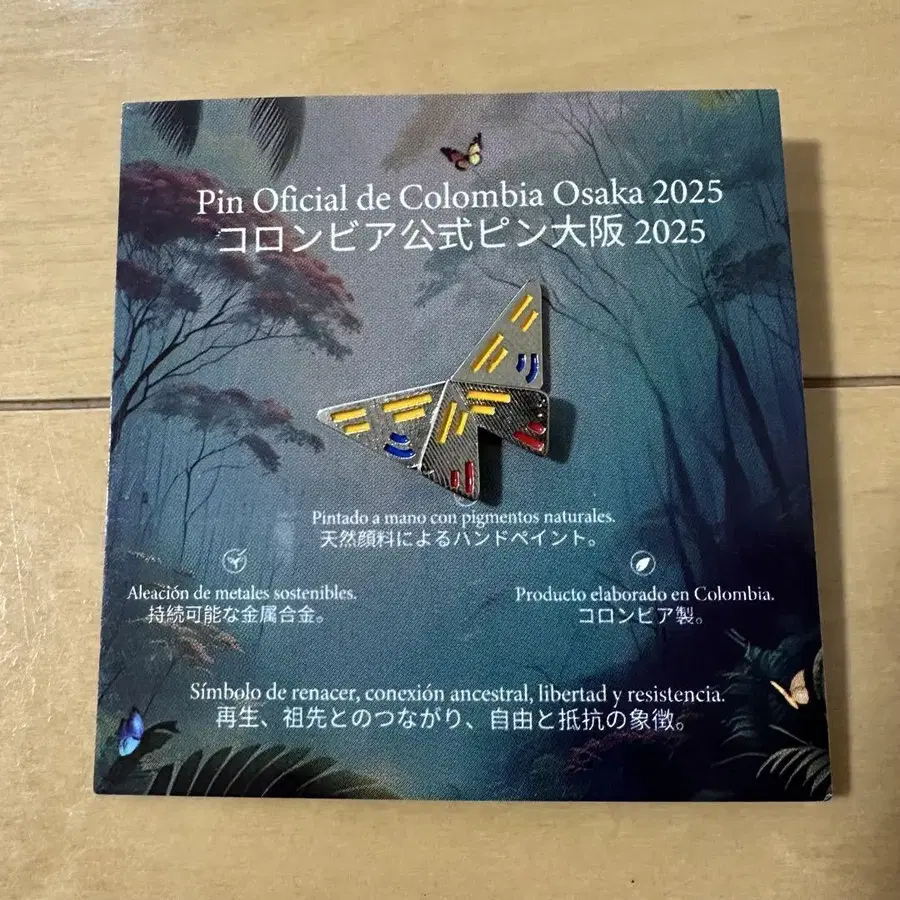 Pin Oficial de Colombia Osaka 2025
コロンビア公式ピン大阪 2025
Pintado a mano con pigmentos naturales.
天然顔料によるハンドペイント。
Aleación de metales sostenibles.
持続可能な金属合金。
Producto elaborado en Colombia.
コロンビア製。
Símbolo de renacer, conexión ancestral, libertad y resistencia.
再生、祖先とのつながり、自由と抵抗の象徴。